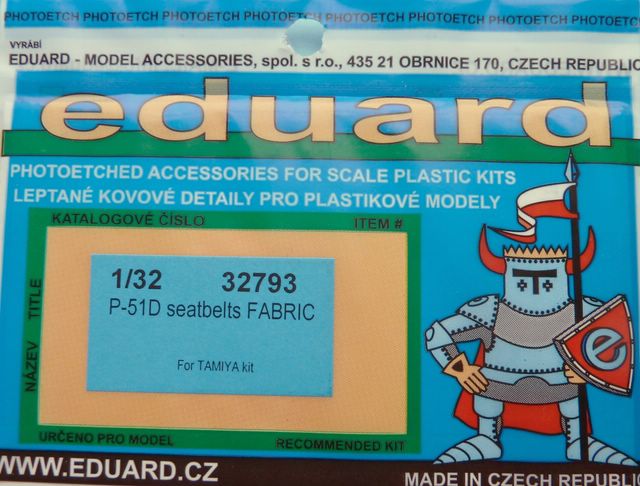 PHOTOETCH PHOTOETCH PHOTOETCH PHOTOETCH PHOTOETCH PHOTOETCH PHOTOETCH
VYRÁBÍ
EDUARD - MODEL ACCESSORIES, spol. s r.o., 435 21 OBRNICE 170, CZECH REPUBLIC
eduard
PHOTOETCHED ACCESSORIES FOR SCALE PLASTIC KITS
LEPTANÉ KOVOVÉ DETAILY PRO PLASTIKOVÉ MODELY
KATALOGOVÉ ČÍSLO ITEM #
NÁZEV TITLE
1/32 32793
P-51D seatbelts FABRIC
For TAMIYA kit
e
URČENO PRO MODEL RECOMMENDED KIT
WWW.EDUARD.CZ
MADE IN CZECH REPUBLIC